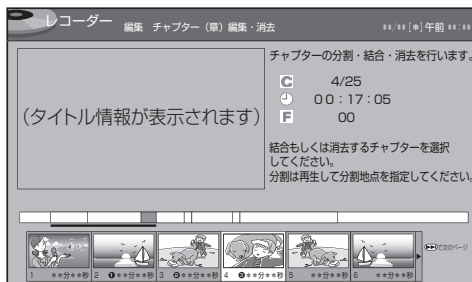 レコーダー 編集 チャプター（章）編集・消去 **/**[*]午前 **:**
チャプターの分割・結合・消去を行います。
C 4/25
00：17：05
F 00
(タイトル情報が表示されます)
結合もしくは消去するチャプターを選択
してください。
分割は再生して分割地点を指定してください。
で次のページ
1 **分**秒 2 ❶**分**秒 3 ❷**分**秒 4 ❸**分**秒 5 **分**秒 6 **分**秒